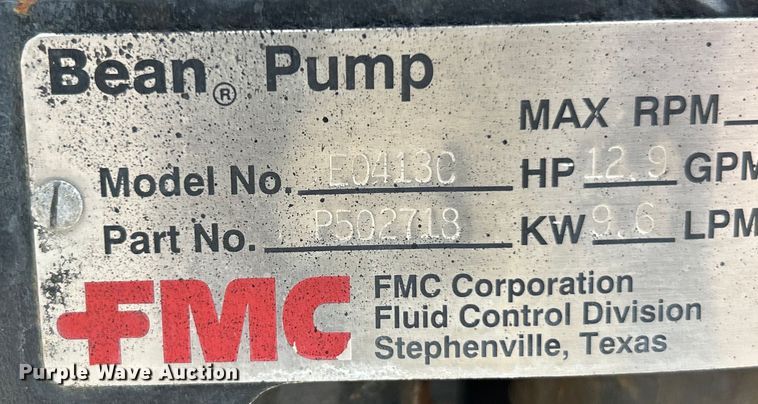 Bean® Pump
MAX RPM
Model No. E0413C HP 12.9 GPM
Part No. P502718 KW 9.6 LPM
FMC
FMC Corporation
Fluid Control Division
Stephenville, Texas
Purple Wave Auction